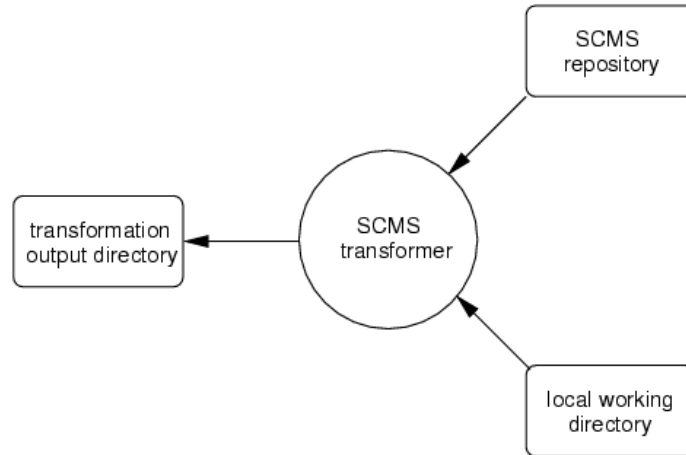 SCMS
repository
SCMS
transformer
transformation
output directory
local working
directory